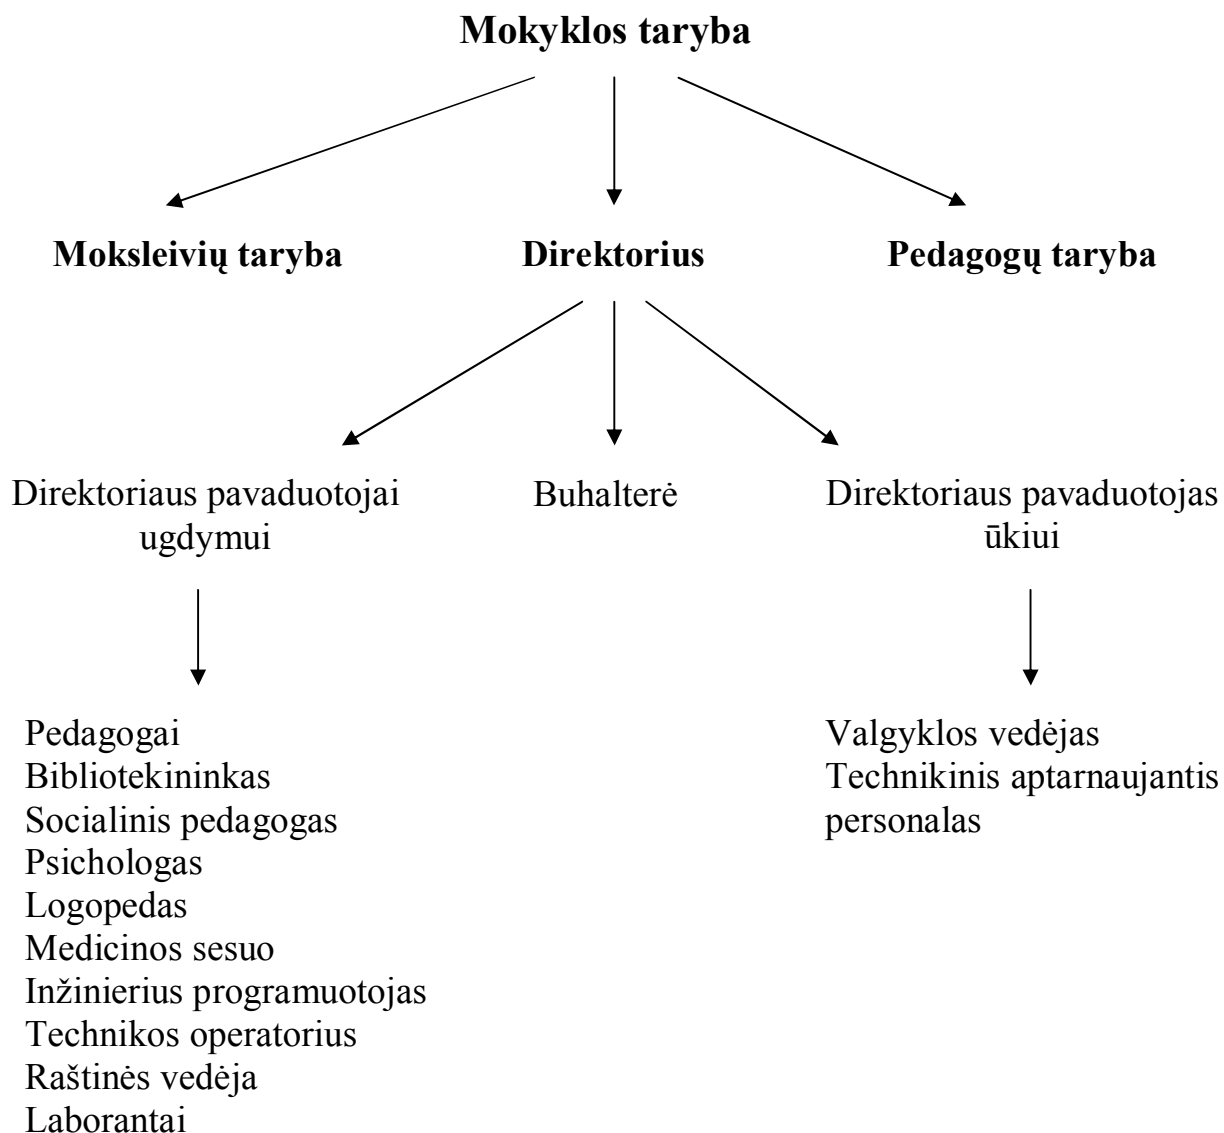 Mokyklos taryba
Moksleivių taryba
Direktorius
Pedagogų taryba
Direktoriaus pavaduotojai
ugdymui
Buhalterė
Direktoriaus pavaduotojas
ūkiui
Pedagogai
Bibliotekininkas
Socialinis pedagogas
Psichologas
Logopedas
Medicinos sesuo
Inžinierius programuotojas
Technikos operatorius
Raštinės vedėja
Laborantai
Valgyklos vedėjas
Technikinis aptarnaujantis
personalas